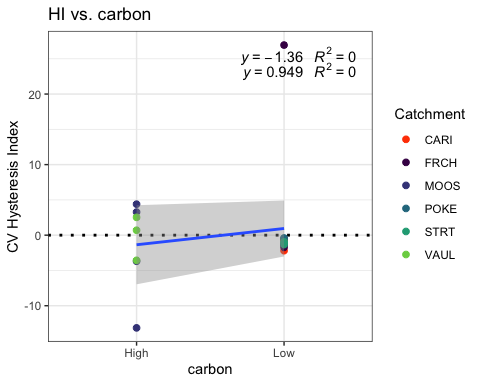 HI vs. carbon
y = −1.36 R² = 0
y = 0.949 R² = 0
20
10
0
-10
CV Hysteresis Index
High Low
carbon
Catchment
CARI
FRCH
MOOS
POKE
STRT
VAUL